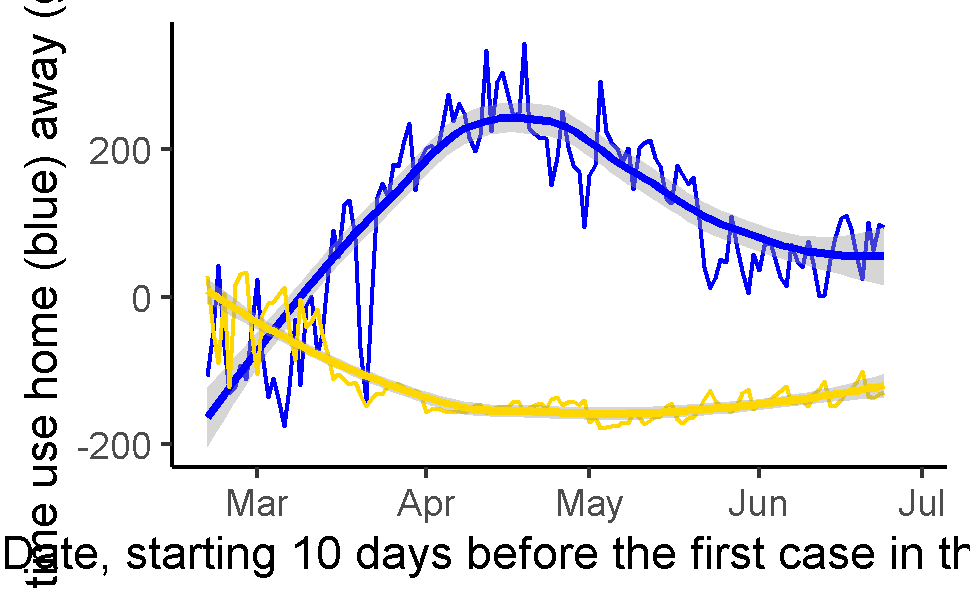 time use home (blue) away (
200
0
-200
Mar Apr May Jun Jul
Date, starting 10 days before the first case in th